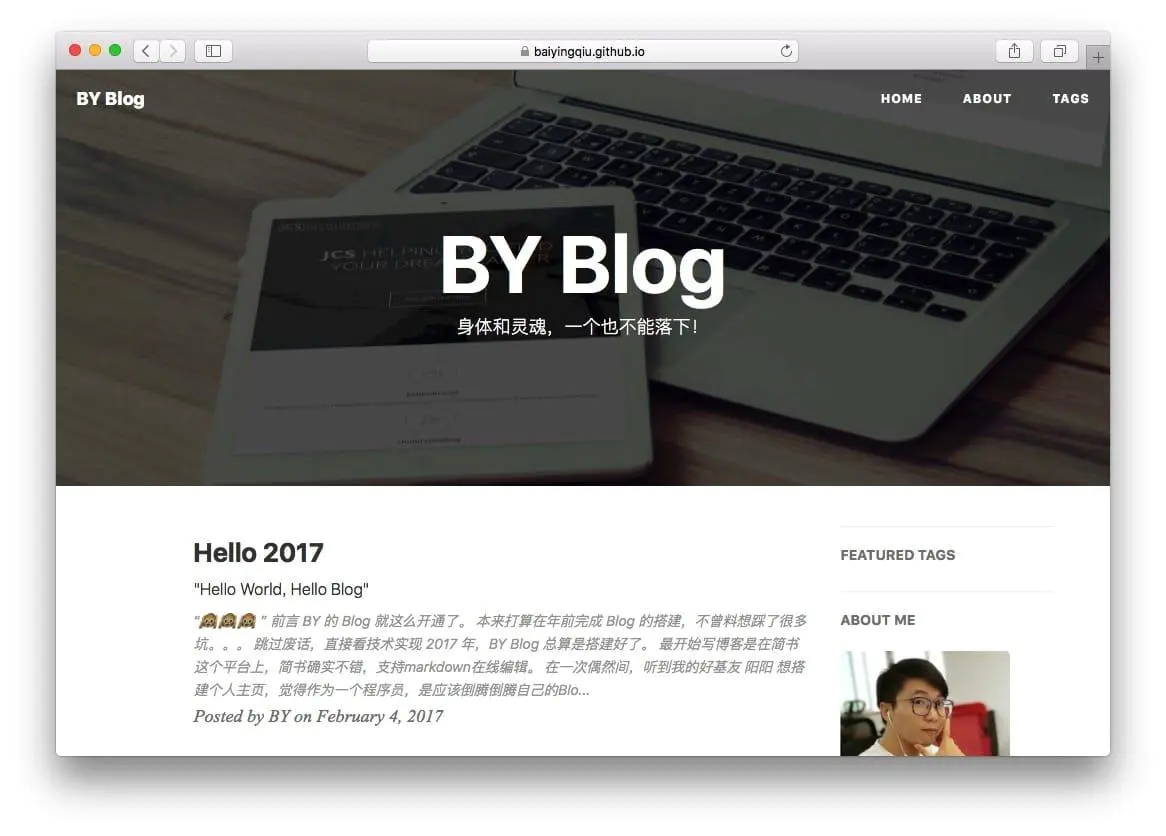 baiyingqiu.github.io
BY Blog
HOME ABOUT TAGS
JCS HELPING
YOUR DREA
BY Blog
身体和灵魂，一个也不能落下！
Hello 2017
"Hello World, Hello Blog"
"🙈🙈🙈 " 前言 BY 的 Blog 就这么开通了。 本来打算在年前完成 Blog 的搭建，不曾料想踩了很多
坑。。。 跳过废话，直接看技术实现 2017 年，BY Blog 总算是搭建好了。 最开始写博客是在简书
这个平台上，简书确实不错，支持markdown在线编辑。 在一次偶然间，听到我的好基友 阳阳 想搭
建个人主页，觉得作为一个程序员，是应该倒腾倒腾自己的Blo...
Posted by BY on February 4, 2017
FEATURED TAGS
ABOUT ME